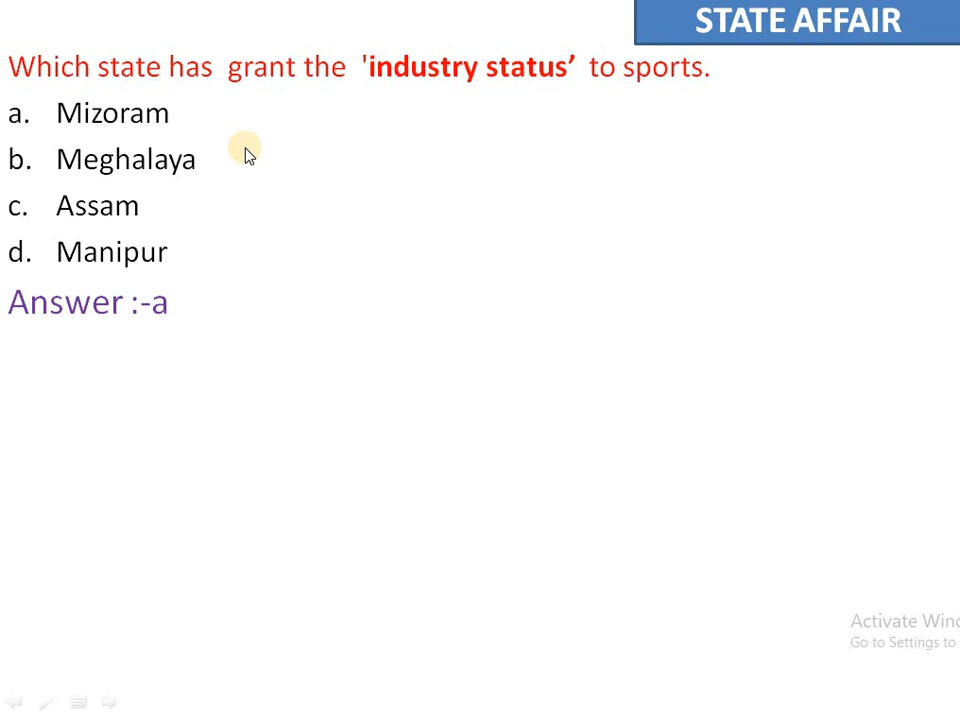 STATE AFFAIR
Which state has grant the 'industry status’ to sports.
a. Mizoram
b. Meghalaya
c. Assam
d. Manipur
Answer :-a
Activate Winc
Go to Settings to